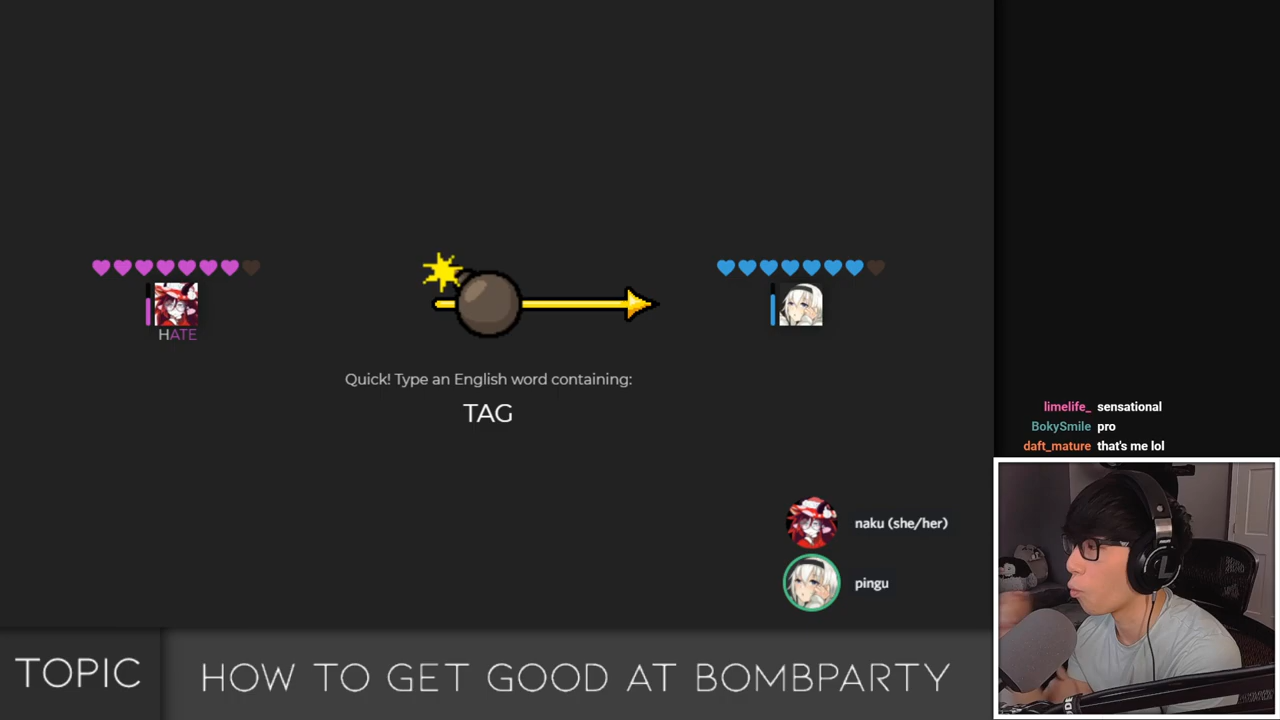 HATE
Quick! Type an English word containing:
TAG
limelife_ sensational
BokySmile pro
daft_mature that's me lol
naku (she/her)
pingu
TOPIC
HOW TO GET GOOD AT BOMBPARTY